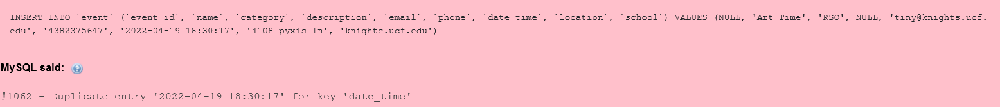 INSERT INTO `event` (`event_id`, `name`, `category`, `description`, `email`, `phone`, `date_time`, `location`, `school`) VALUES (NULL, 'Art Time', 'RSO', NULL, 'tiny@knights.ucf.
edu', '4382375647', '2022-04-19 18:30:17', '4108 pyxis ln', 'knights.ucf.edu')
MySQL said:
#1062 - Duplicate entry '2022-04-19 18:30:17' for key 'date_time'